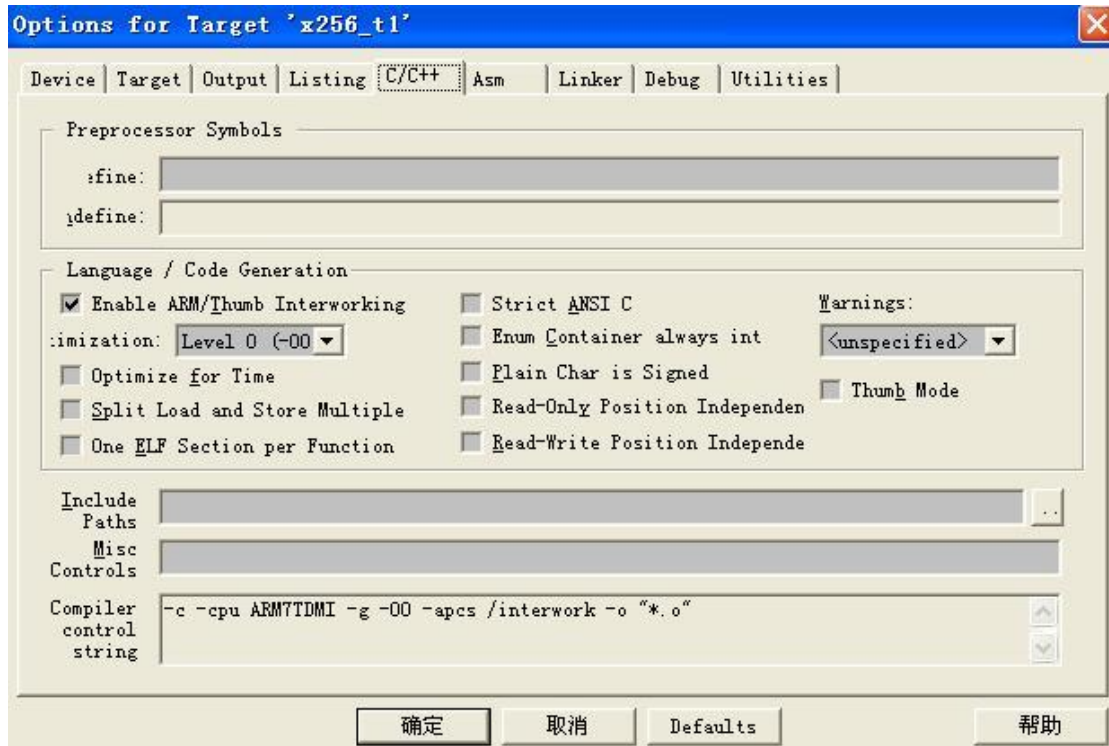 Options for Target 'x256_t1'
Device Target Output Listing C/C++ Asm Linker Debug Utilities
Preprocessor Symbols
efine:
ndefine:
Language / Code Generation
Enable ARM/Thumb Interworking
Strict ANSI C
Warnings:
timization: Level 0 (-O0
Enum Container always int
<unspecified>
Optimize for Time
Plain Char is Signed
Thumb Mode
Split Load and Store Multiple
Read-Only Position Independen
One ELF Section per Function
Read-Write Position Independe
Include Paths
..
Misc Controls
Compiler control string
-c -cpu ARM7TDMI -g -O0 -apcs /interwork -o "*.o"
确定 取消 Defaults 帮助